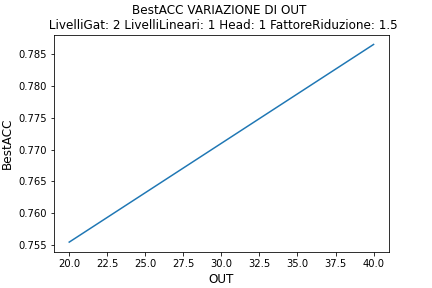 BestACC VARIAZIONE DI OUT
LivelliGat: 2 LivelliLineari: 1 Head: 1 FattoreRiduzione: 1.5
0.785
0.780
0.775
0.770
0.765
0.760
0.755
BestACC
20.0 22.5 25.0 27.5 30.0 32.5 35.0 37.5 40.0
OUT